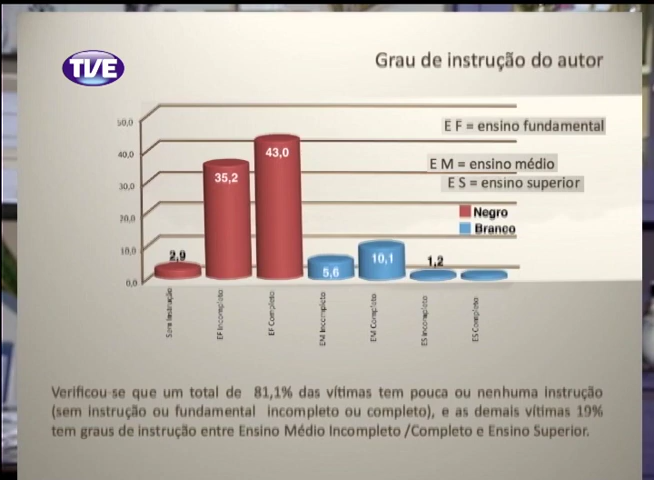 TVE
Grau de instrução do autor
50,0
40,0
30,0
20,0
10,0
0,0
E F = ensino fundamental
E M = ensino médio
E S = ensino superior
Negro
Branco
2,9
35,2
43,0
5,6
10,1
1,2
Sem Instrução
EF Incompleto
EF Completo
EM Incompleto
EM Completo
ES Incompleto
ES Completo
Verificou-se que um total de 81,1% das vítimas tem pouca ou nenhuma instrução
(sem instrução ou fundamental incompleto ou completo), e as demais vítimas 19%
tem graus de instrução entre Ensino Médio Incompleto /Completo e Ensino Superior.